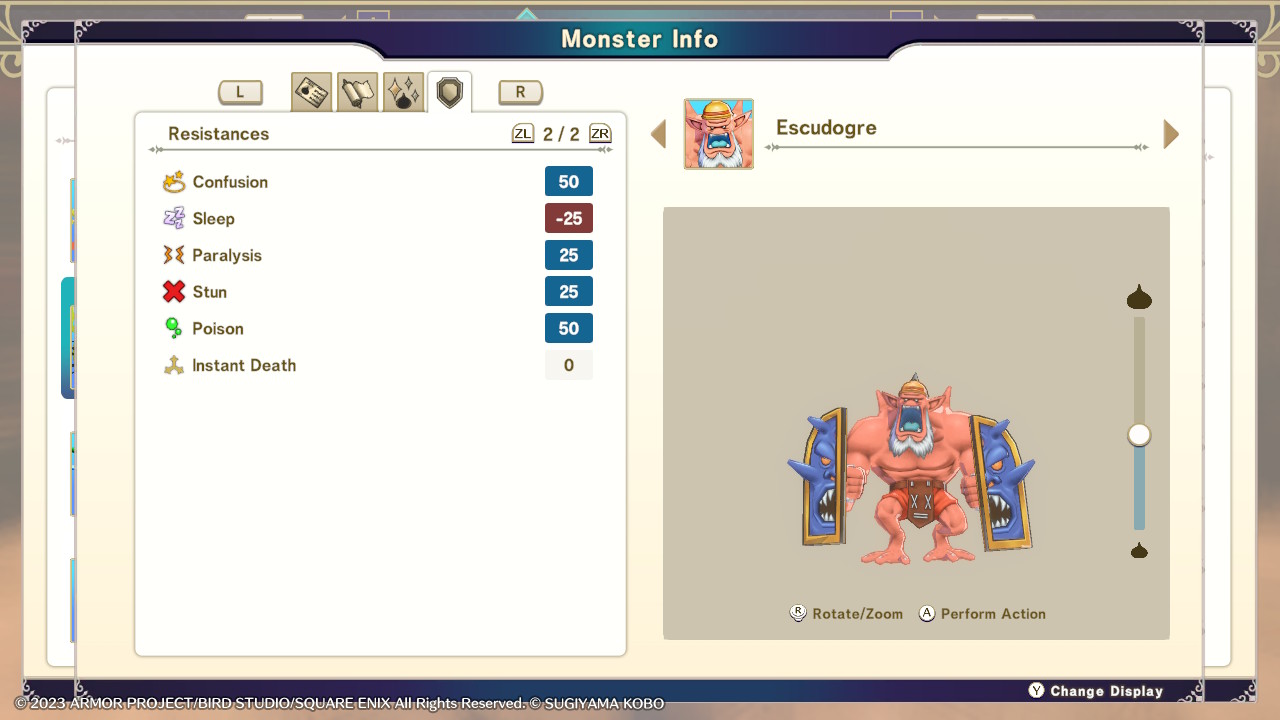 Monster Info
L
R
Resistances
ZL 2 / 2 ZR
Confusion 50
Sleep -25
Paralysis 25
Stun 25
Poison 50
Instant Death 0
Escudogre
R Rotate/Zoom A Perform Action
Y Change Display
© 2023 ARMOR PROJECT/BIRD STUDIO/SQUARE ENIX All Rights Reserved. © SUGIYAMA KOBO